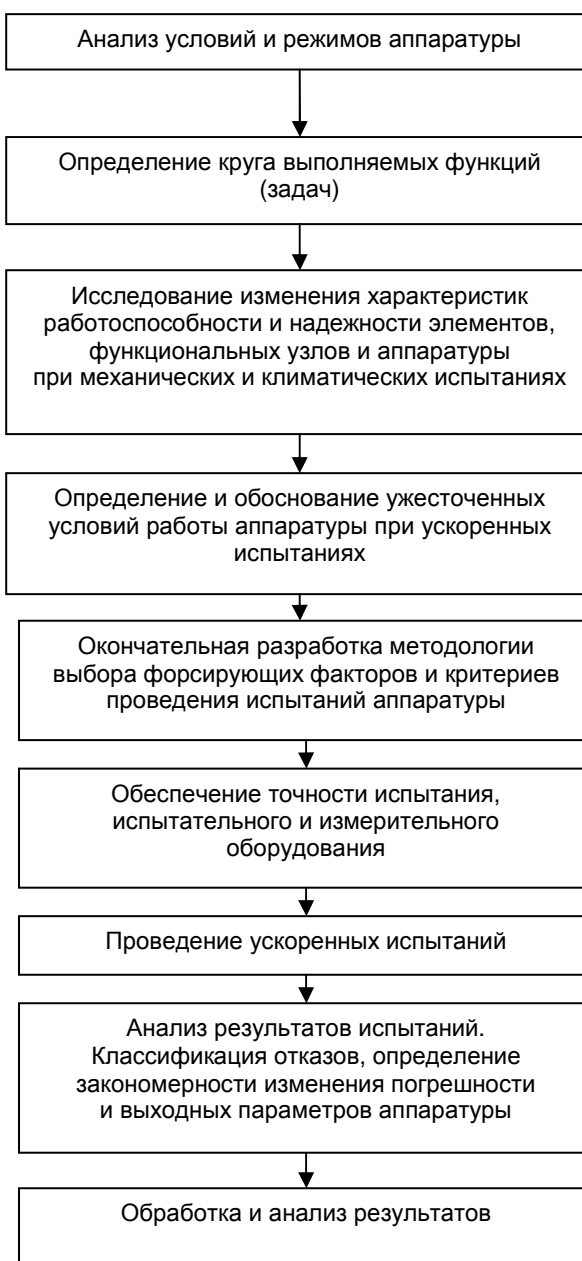 Анализ условий и режимов аппаратуры
Определение круга выполняемых функций
(задач)
Исследование изменения характеристик
работоспособности и надежности элементов,
функциональных узлов и аппаратуры
при механических и климатических испытаниях
Определение и обоснование ужесточенных
условий работы аппаратуры при ускоренных
испытаниях
Окончательная разработка методологии
выбора форсирующих факторов и критериев
проведения испытаний аппаратуры
Обеспечение точности испытания,
испытательного и измерительного
оборудования
Проведение ускоренных испытаний
Анализ результатов испытаний.
Классификация отказов, определение
закономерности изменения погрешности
и выходных параметров аппаратуры
Обработка и анализ результатов